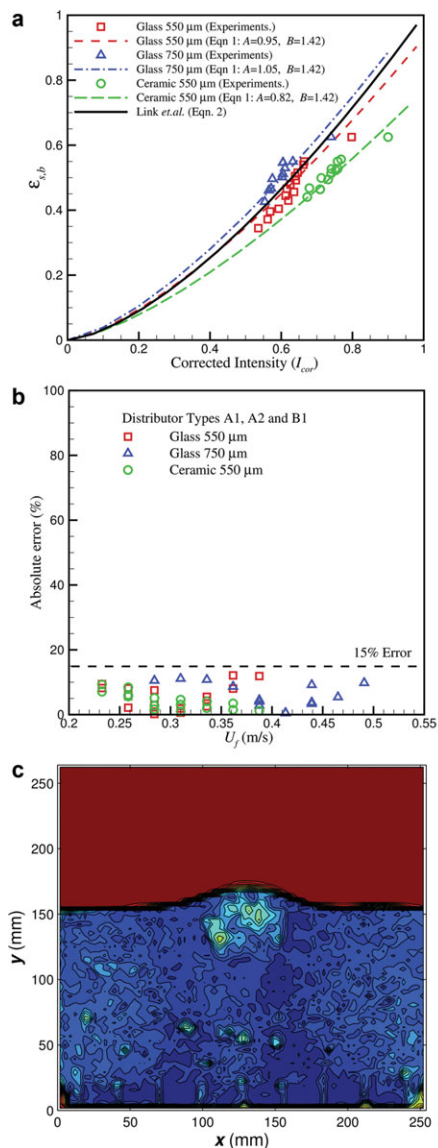 a
Glass 550 μm (Experiments.)
Glass 550 μm (Eqn 1: A=0.95, B=1.42)
Glass 750 μm (Experiments)
Glass 750 μm (Eqn 1: A=1.05, B=1.42)
Ceramic 550 μm (Experiments.)
Ceramic 550 μm (Eqn 1: A=0.82, B=1.42)
Link et.al. (Eqn. 2)
1
0.8
0.6
0.4
0.2
0
εs,b
0 0.2 0.4 0.6 0.8 1
Corrected Intensity (Icor)
b
100
80
60
40
20
0
Absolute error (%)
Distributor Types A1, A2 and B1
Glass 550 μm
Glass 750 μm
Ceramic 550 μm
15% Error
0.2 0.25 0.3 0.35 0.4 0.45 0.5 0.55
Uf (m/s)
c
250
200
150
100
50
0
y (mm)
0 50 100 150 200 250
x (mm)